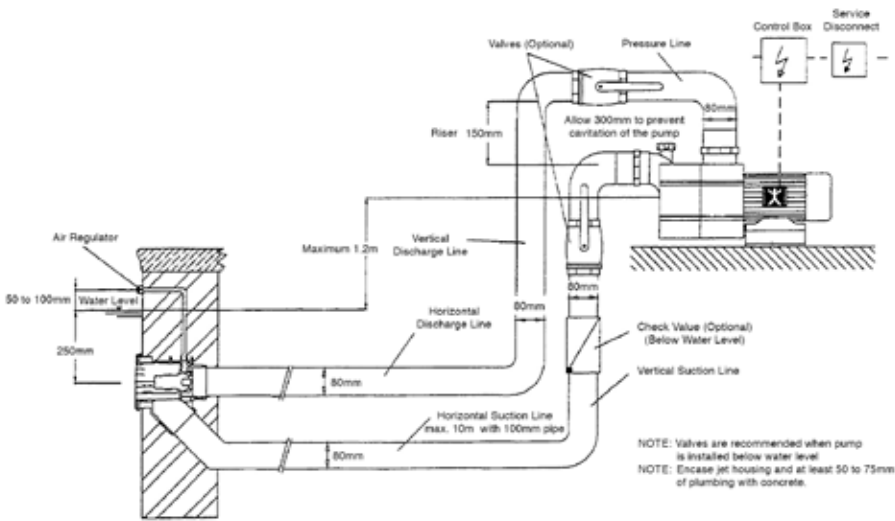 Service
Control Box
Disconnect
Valves (Optional)
Pressure Line
80mm
Allow 300mm to prevent
cavitation of the pump
Riser 150mm
Air Regulator
Maximum 1.2m
Vertical
Discharge Line
50 to 100mm
Water Level
80mm
80mm
Horizontal
Discharge Line
Check Value (Optional)
(Below Water Level)
250mm
80mm
Vertical Suction Line
Horizontal Suction Line
max. 10m with 100mm pipe
80mm
NOTE: Valves are recommended when pump
is installed below water level
NOTE: Encase jet housing and at least 50 to 75mm
of plumbing with concrete.